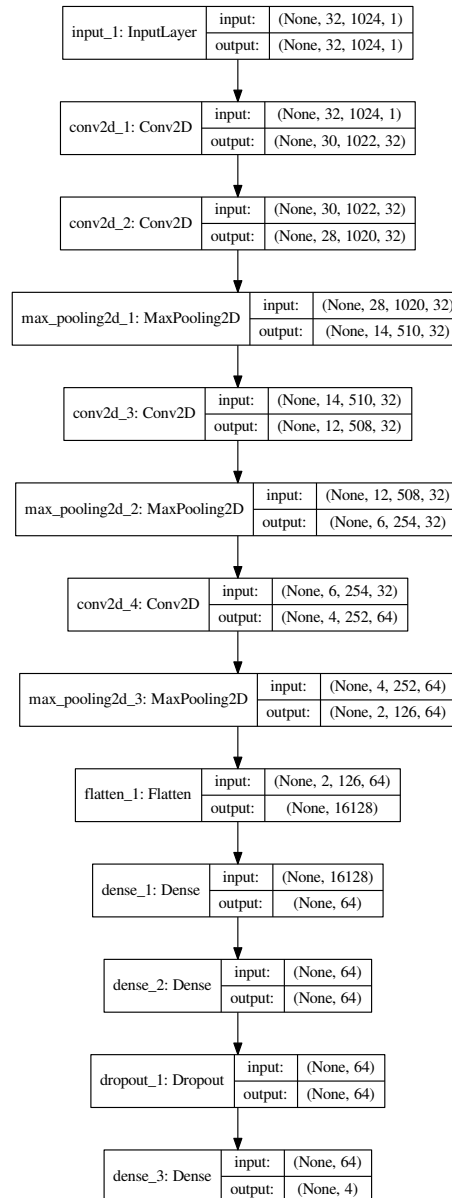 input_1: InputLayer
input: (None, 32, 1024, 1)
output: (None, 32, 1024, 1)
conv2d_1: Conv2D
input: (None, 32, 1024, 1)
output: (None, 30, 1022, 32)
conv2d_2: Conv2D
input: (None, 30, 1022, 32)
output: (None, 28, 1020, 32)
max_pooling2d_1: MaxPooling2D
input: (None, 28, 1020, 32)
output: (None, 14, 510, 32)
conv2d_3: Conv2D
input: (None, 14, 510, 32)
output: (None, 12, 508, 32)
max_pooling2d_2: MaxPooling2D
input: (None, 12, 508, 32)
output: (None, 6, 254, 32)
conv2d_4: Conv2D
input: (None, 6, 254, 32)
output: (None, 4, 252, 64)
max_pooling2d_3: MaxPooling2D
input: (None, 4, 252, 64)
output: (None, 2, 126, 64)
flatten_1: Flatten
input: (None, 2, 126, 64)
output: (None, 16128)
dense_1: Dense
input: (None, 16128)
output: (None, 64)
dense_2: Dense
input: (None, 64)
output: (None, 64)
dropout_1: Dropout
input: (None, 64)
output: (None, 64)
dense_3: Dense
input: (None, 64)
output: (None, 4)